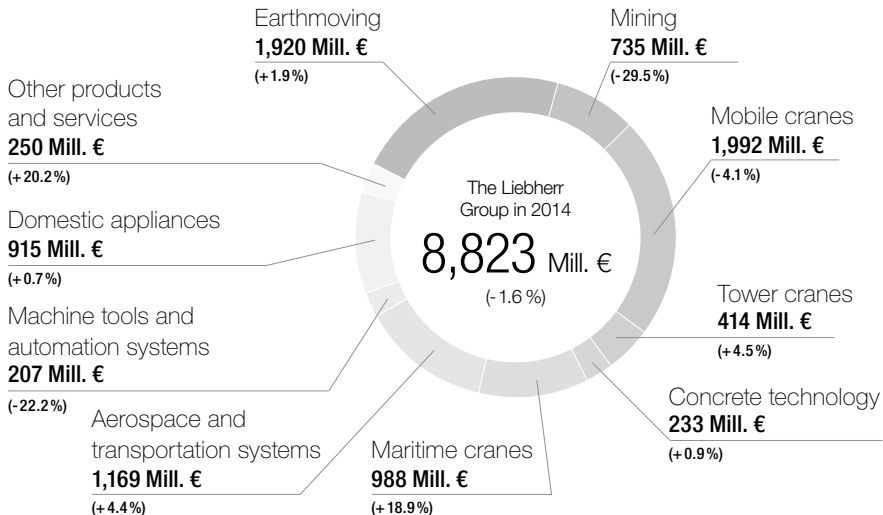 Earthmoving
1,920 Mill. €
(+1.9%)
Mining
735 Mill. €
(-29.5%)
Other products
and services
250 Mill. €
(+20.2%)
Mobile cranes
1,992 Mill. €
(-4.1%)
The Liebherr
Group in 2014
8,823 Mill. €
(-1.6%)
Domestic appliances
915 Mill. €
(+0.7%)
Tower cranes
414 Mill. €
(+4.5%)
Machine tools and
automation systems
207 Mill. €
(-22.2%)
Concrete technology
233 Mill. €
(+0.9%)
Aerospace and
transportation systems
1,169 Mill. €
(+4.4%)
Maritime cranes
988 Mill. €
(+18.9%)